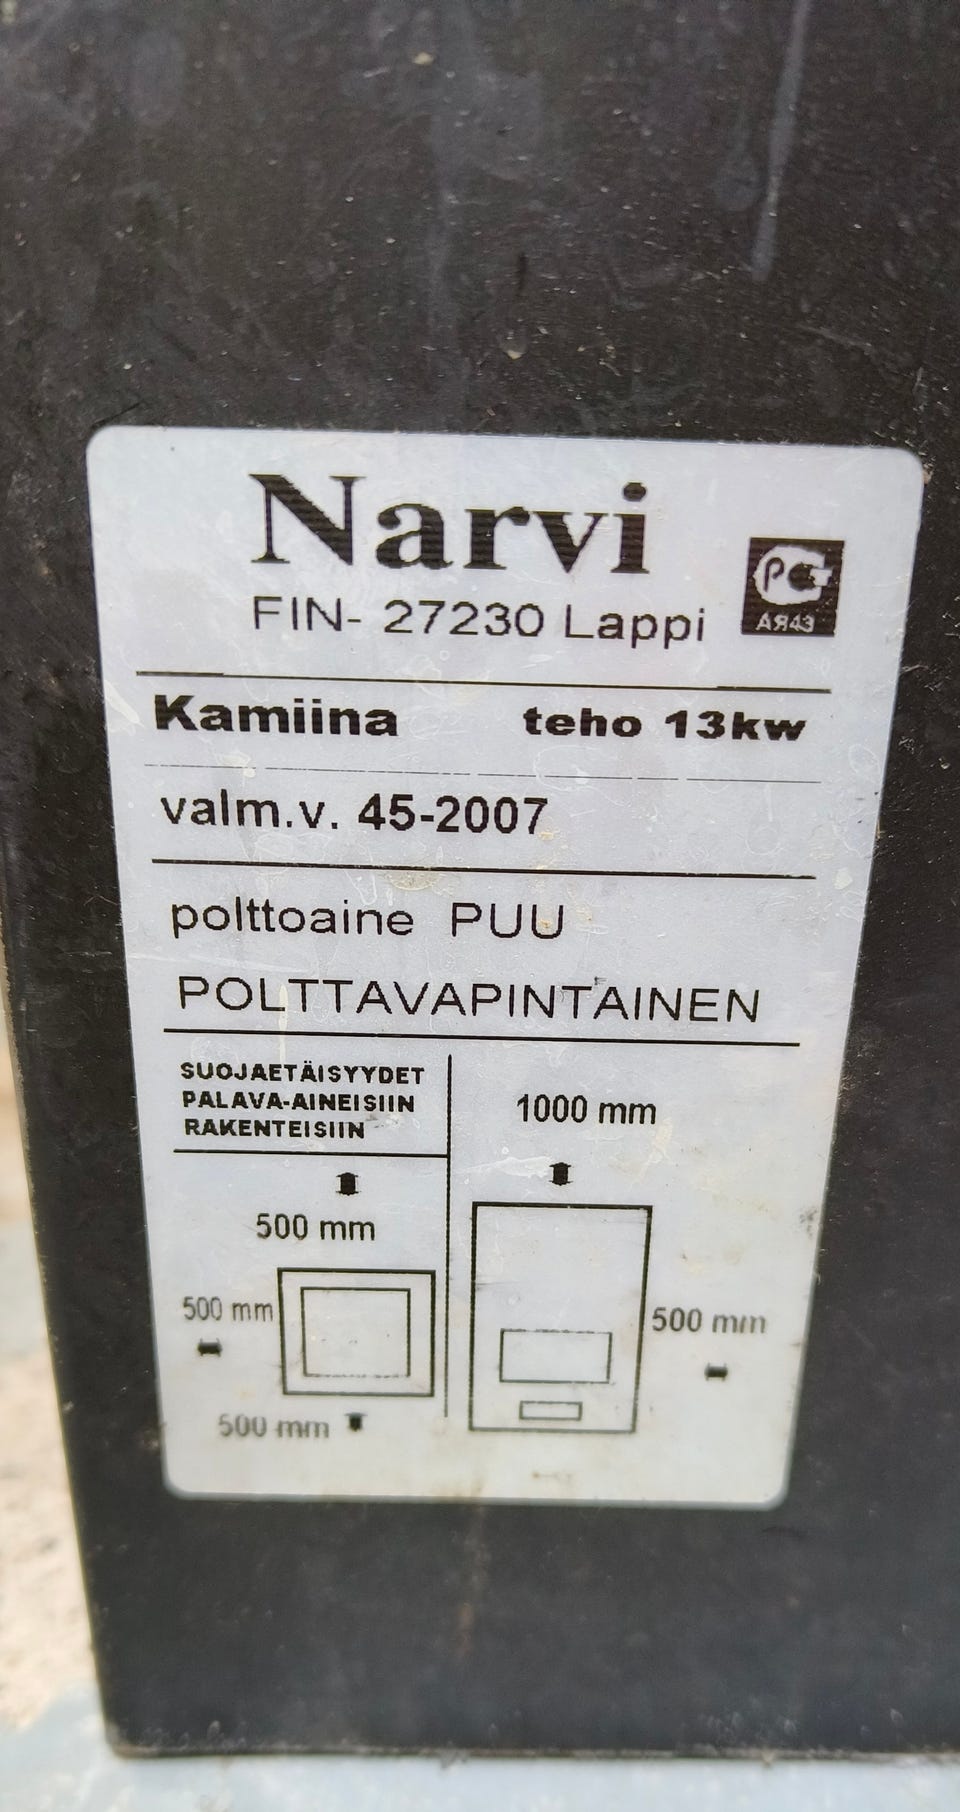 Narvi
FIN- 27230 Lappi
АЯ43
Kamiina teho 13kw
valm.v. 45-2007
polttoaine PUU
POLTTAVAPINTAINEN
SUOJAETÄISYYDET
PALAVA-AINEISIIN
RAKENTEISIIN
500 mm
500 mm
500 mm
1000 mm
500 mm